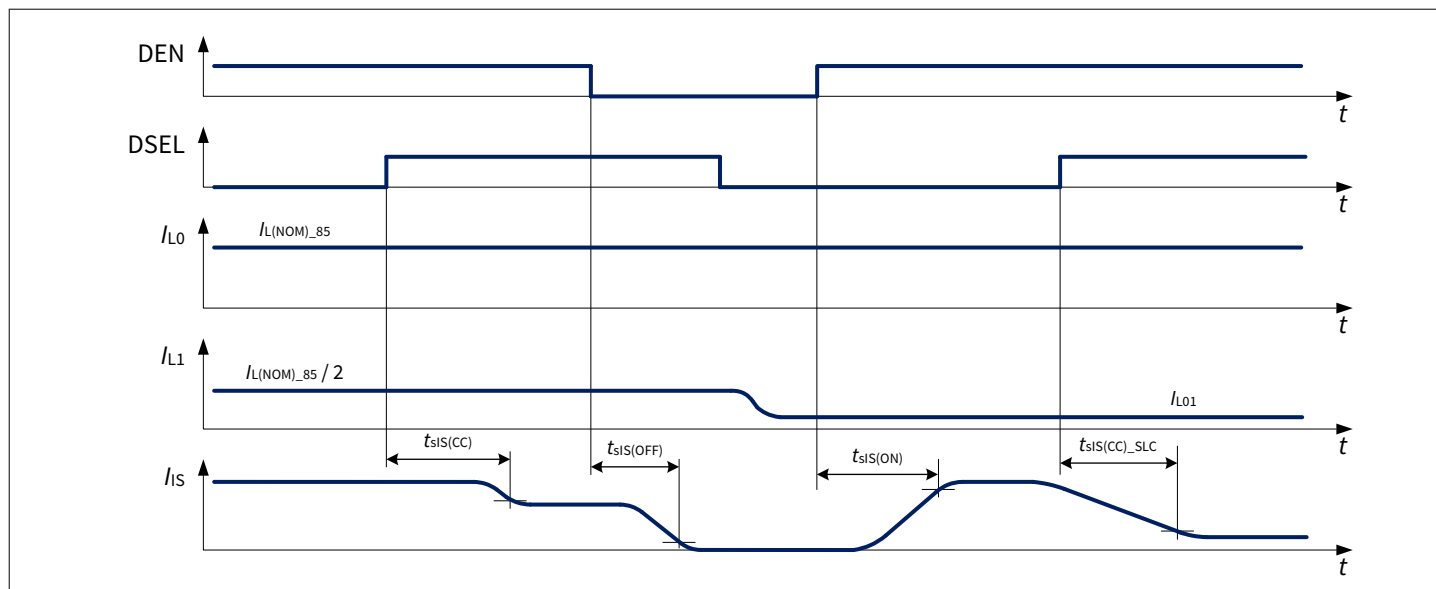 DEN
t
DSEL
t
IL0
IL(NOM)_85
t
IL1
IL(NOM)_85 / 2
IL01
t
IIS
tsIS(CC)
tsIS(OFF)
tsIS(ON)
tsIS(CC)_SLC
t